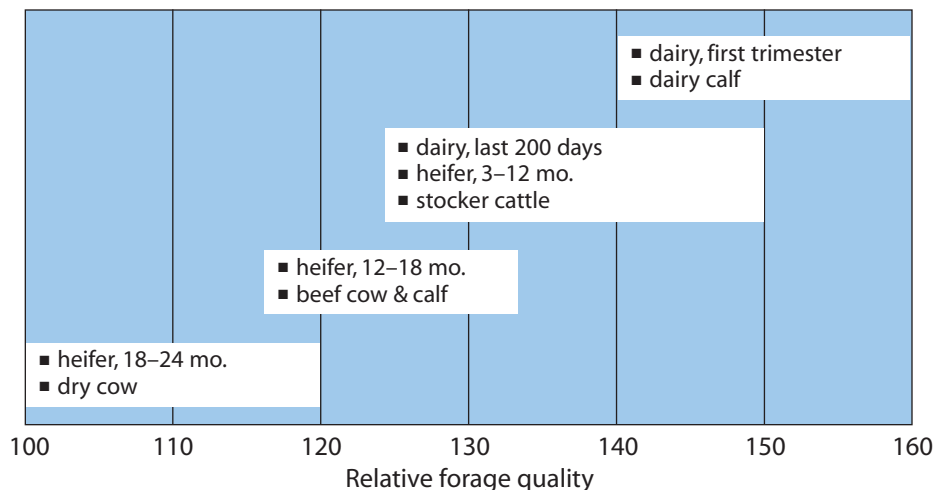 ■ dairy, first trimester
■ dairy calf
■ dairy, last 200 days
■ heifer, 3–12 mo.
■ stocker cattle
■ heifer, 12–18 mo.
■ beef cow & calf
■ heifer, 18–24 mo.
■ dry cow
100 110 120 130 140 150 160
Relative forage quality